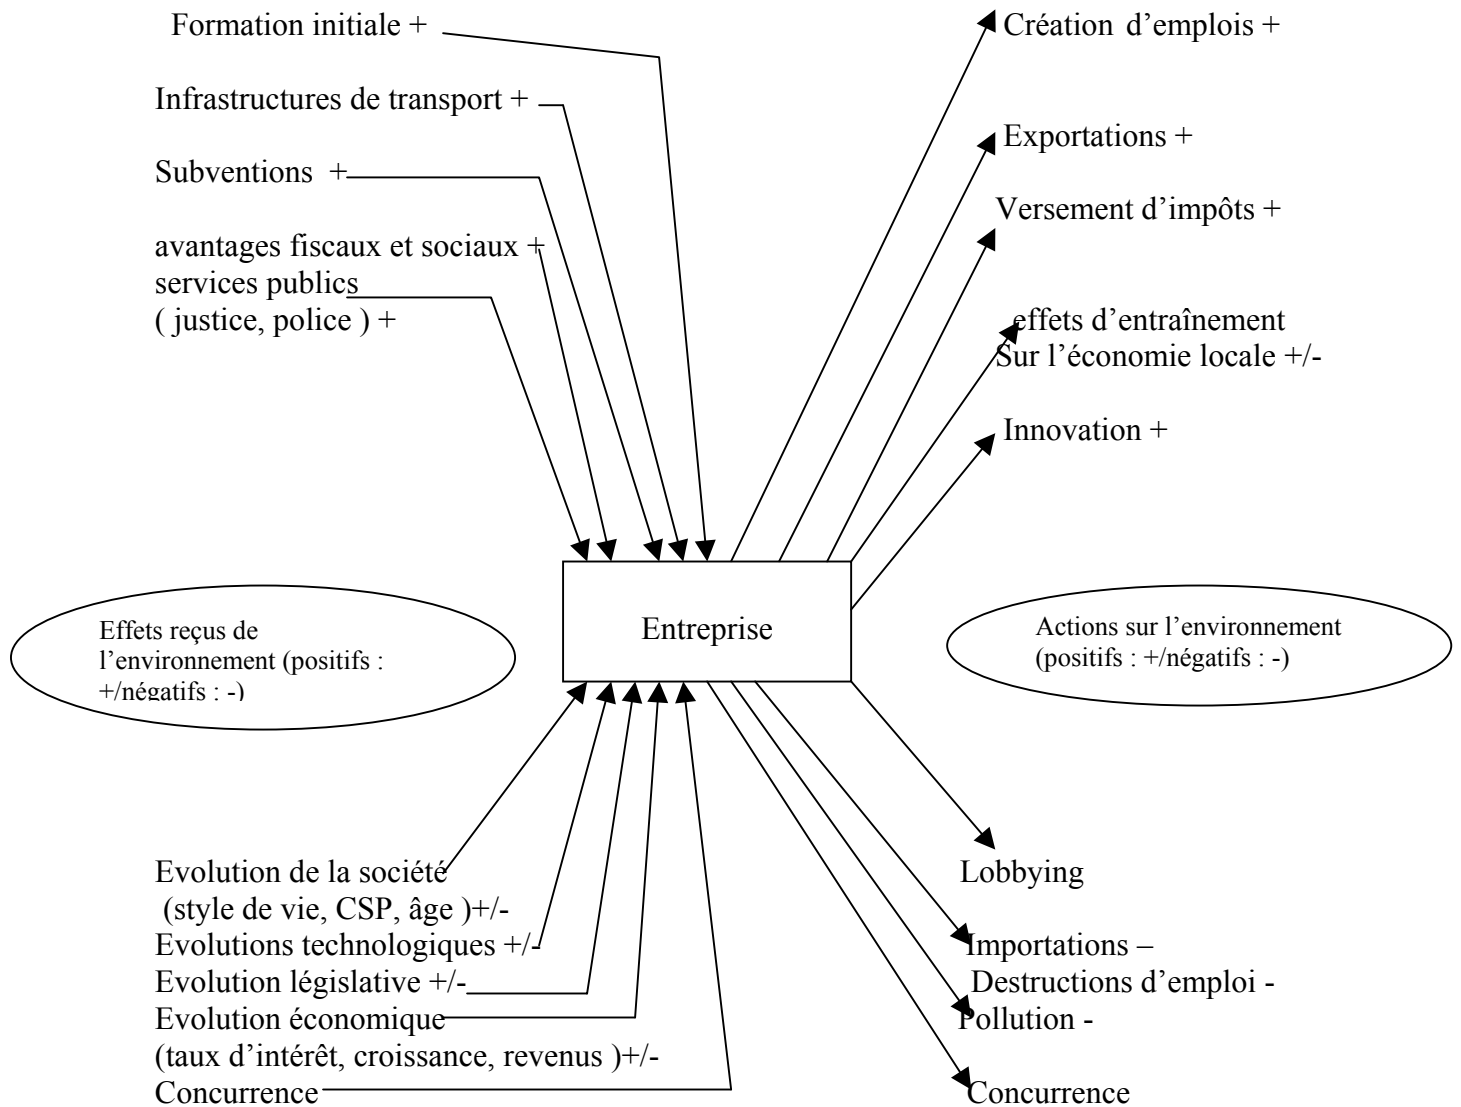 Formation initiale +
Infrastructures de transport +
Subventions +
avantages fiscaux et sociaux +
services publics
( justice, police ) +
Création d’emplois +
Exportations +
Versement d’impôts +
effets d’entraînement
Sur l’économie locale +/-
Innovation +
Effets reçus de
l’environnement (positifs :
+/négatifs : -)
Entreprise
Actions sur l’environnement
(positifs : +/négatifs : -)
Evolution de la société
(style de vie, CSP, âge )+/-
Evolutions technologiques +/-
Evolution législative +/-
Evolution économique
(taux d’intérêt, croissance, revenus )+/-
Concurrence
Lobbying
Importations –
Destructions d’emploi -
Pollution -
Concurrence